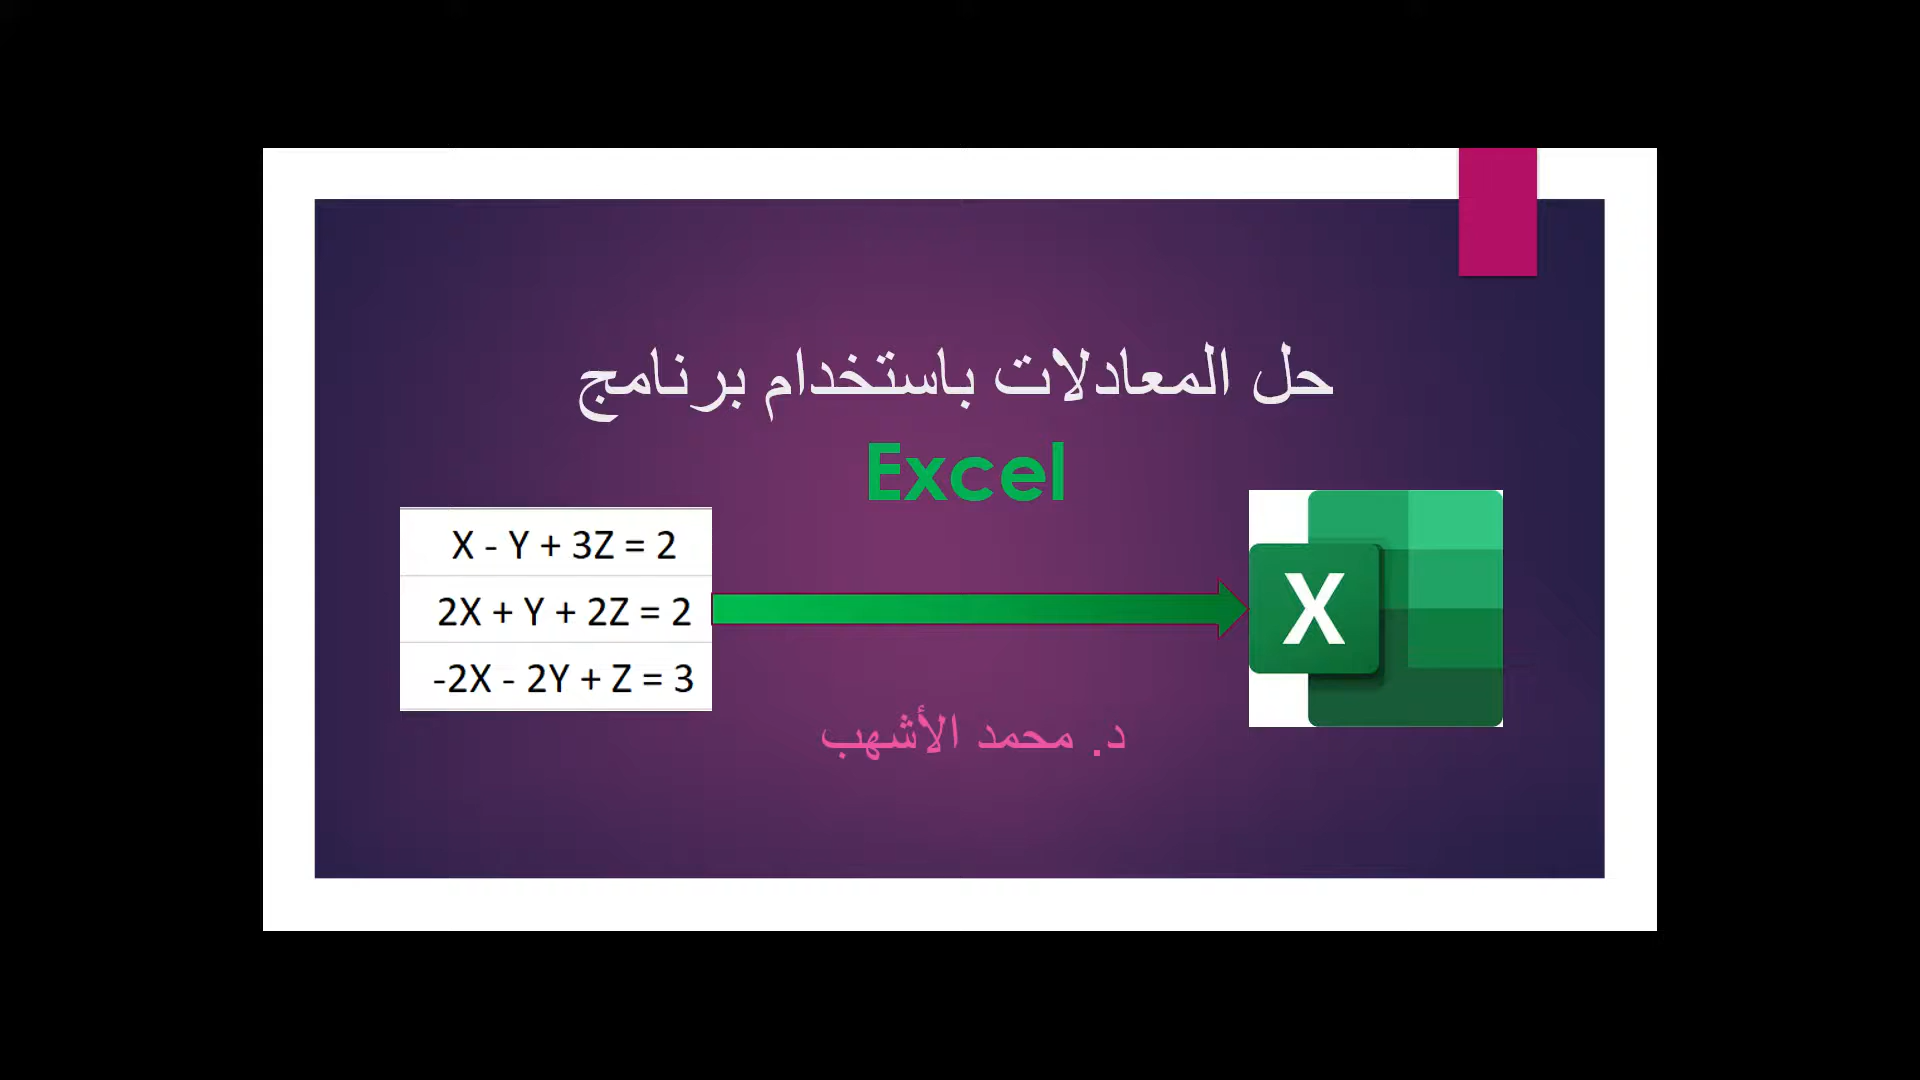 حل المعادلات باستخدام برنامج
Excel
X - Y + 3Z = 2
2X + Y + 2Z = 2
-2X - 2Y + Z = 3
X
د. محمد الأشهب